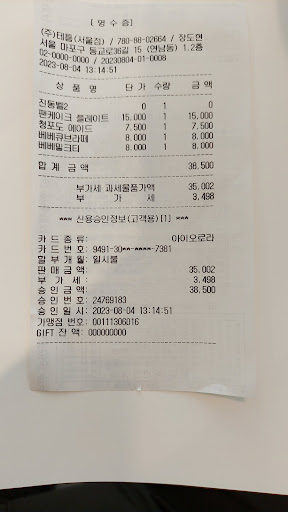 [ 영 수 증 ]
(주)테틈(서울점) / 780-86-02664 / 장도현
서울 마포구 동교로36길 15 (연남동) 1.2층
02-0000-0000 / 20230804-01-0008
2023-08-04 13:14:51
상 품 명 단 가 수량 금 액
진동벨2 0 1 0
팬케이크 플레이트 15,000 1 15,000
청포도 에이드 7,500 1 7,500
베베큐브라떼 8,000 1 8,000
베베밀크티 8,000 1 8,000
합 계 금 액 38,500
부가세 과세물품가액 35,002
부 가 세 3,498
*** 신용승인정보(고객용)[1] ***
카 드 종 류: 아이오로라
카 드 번 호: 9491-30**-****-7381
할 부 개 월: 일시불
판 매 금 액: 35,002
부 가 세 : 3,498
승 인 금 액: 38,500
승 인 번 호: 24769183
승 인 일 시: 2023-08-04 13:14:51
가맹점 번호: 00111306016
GIFT 잔 액: 000000000